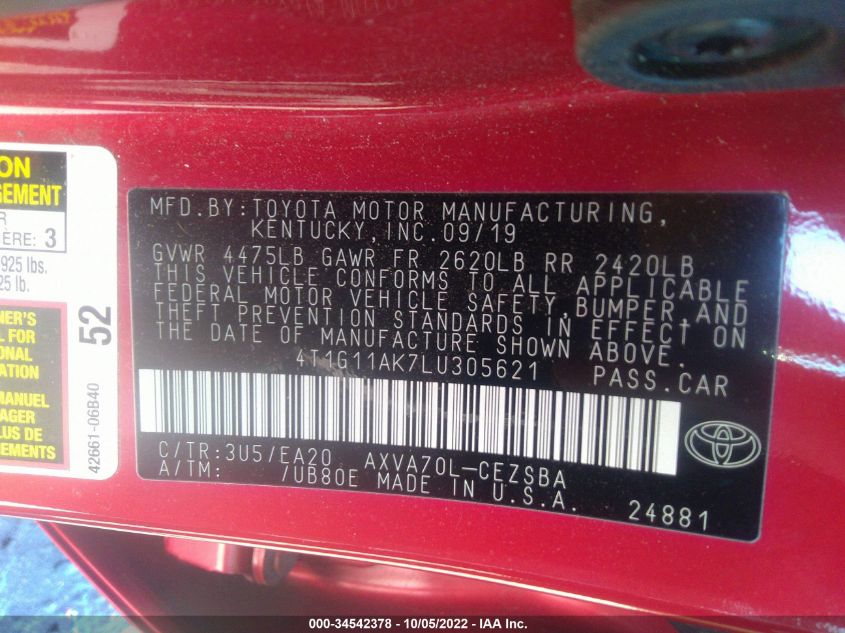 ON
GEMENT
R
IÈRE: 3
925 lbs.
25 lb.
NER'S
L FOR
ONAL
ATION
MANUEL
AGER
LUS DE
ON.
52
42661-06B40
MFD.BY:TOYOTA MOTOR MANUFACTURING,
KENTUCKY,INC.09/19
GVWR 4475LB GAWR FR 2620LB RR 2420LB
THIS VEHICLE CONFORMS TO ALL APPLICABLE
FEDERAL MOTOR VEHICLE SAFETY,BUMPER,AND
THEFT PREVENTION STANDARDS IN EFFECT ON
THE DATE OF MANUFACTURE SHOWN ABOVE.
4T1G11AK7LU305621 PASS.CAR
C/TR:3U5/EA20 AXVA70L-CEZSBA
A/TM: /UB80E MADE IN U.S.A.
24881
000-34542378 - 10/05/2022 - IAA Inc.